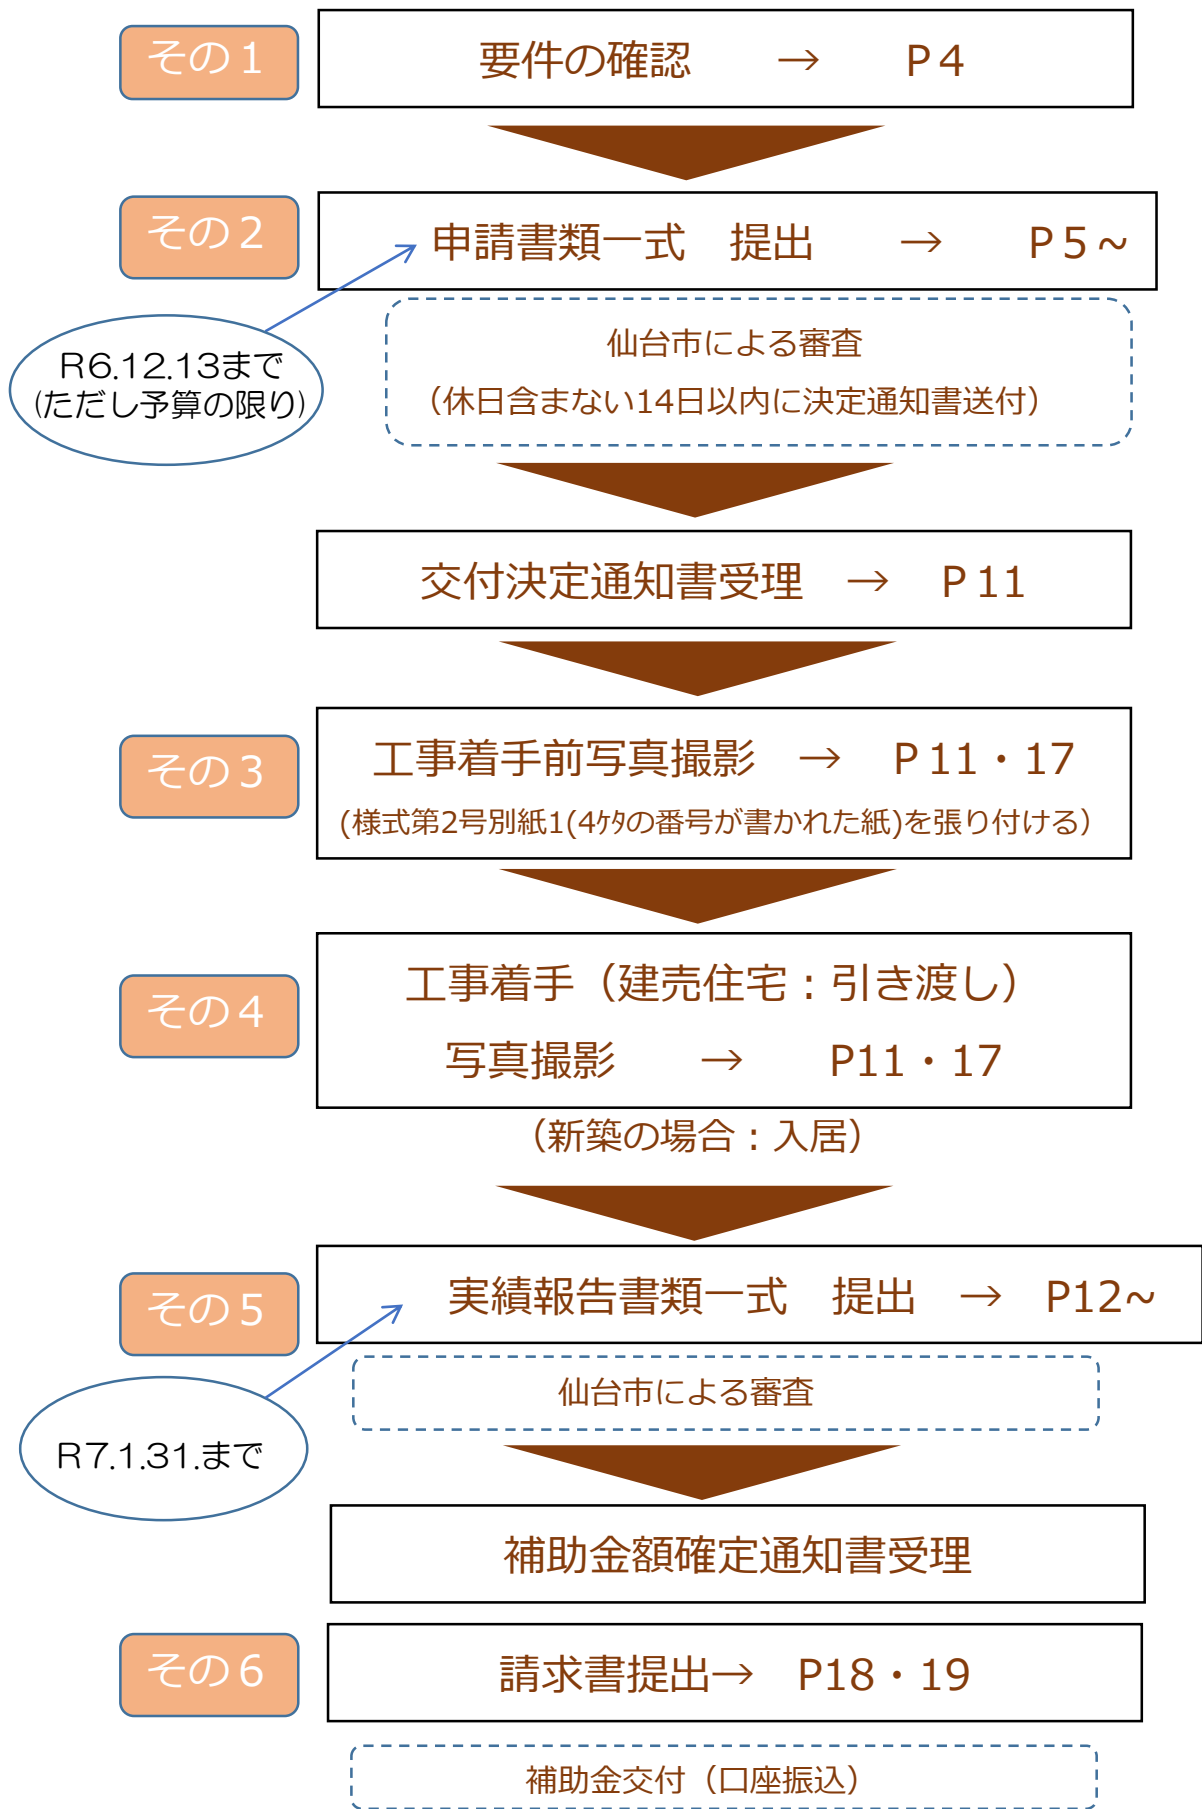 その1
要件の確認　→　P4
その2
申請書類一式　提出　→　P5~
R6.12.13まで
(ただし予算の限り)
仙台市による審査
（休日含まない14日以内に決定通知書送付）
交付決定通知書受理　→　P11
その3
工事着手前写真撮影　→　P11・17
(様式第2号別紙1(4ｹﾀの番号が書かれた紙)を張り付ける）
その4
工事着手（建売住宅：引き渡し）
写真撮影　→　P11・17
（新築の場合：入居）
その5
実績報告書類一式　提出　→　P12~
R7.1.31.まで
仙台市による審査
補助金額確定通知書受理
その6
請求書提出→　P18・19
補助金交付（口座振込）